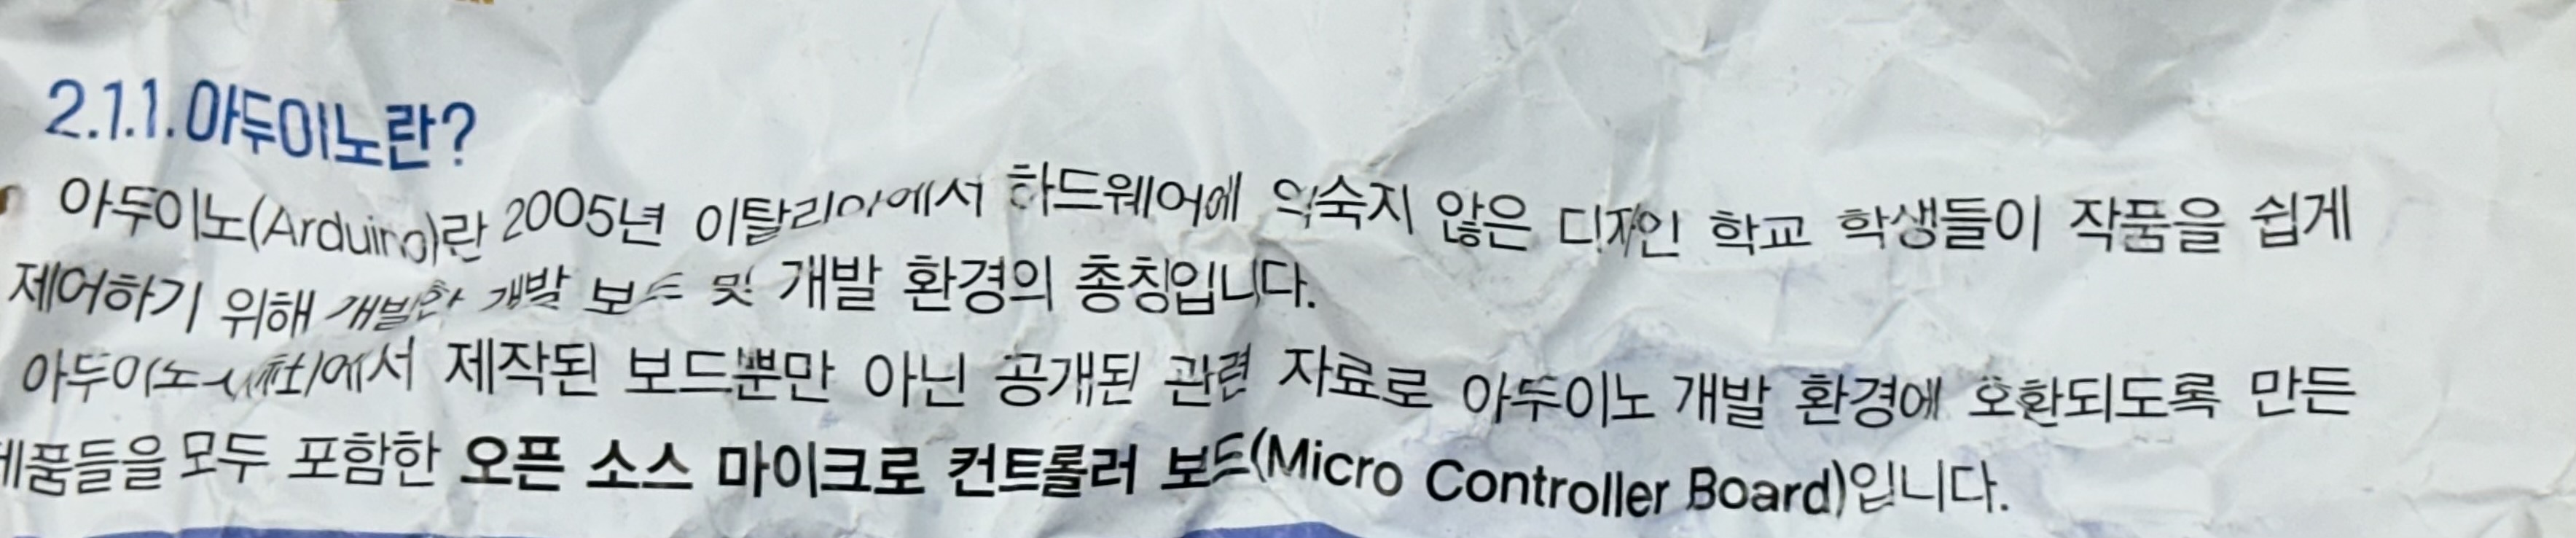 2.1.1.아두이노란?
아두이노(Arduino)란 2005년 이탈리아에서 하드웨어에 익숙지 않은 디자인 학교 학생들이 작품을 쉽게
제어하기 위해 개발한 개발 보드 및 개발 환경의 총칭입니다.
아두이노사(社)에서 제작된 보드뿐만 아닌 공개된 관련 자료로 아두이노 개발 환경에 호환되도록 만든
제품들을 모두 포함한 오픈 소스 마이크로 컨트롤러 보드(Micro Controller Board)입니다.